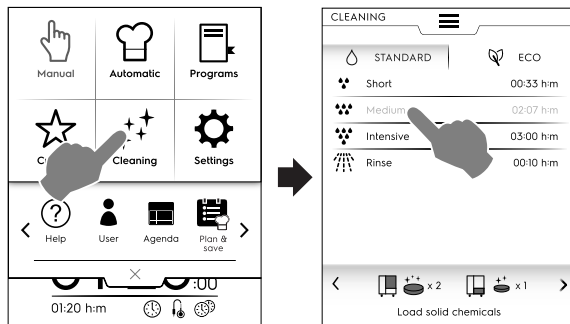 Manual Automatic Programs
Cleaning Settings
Help User Agenda Plan &
save
:00
01:20 h:m
CLEANING
STANDARD ECO
Short 00:33 h:m
Medium 02:07 h:m
Intensive 03:00 h:m
Rinse 00:10 h:m
x 2 x 1
Load solid chemicals